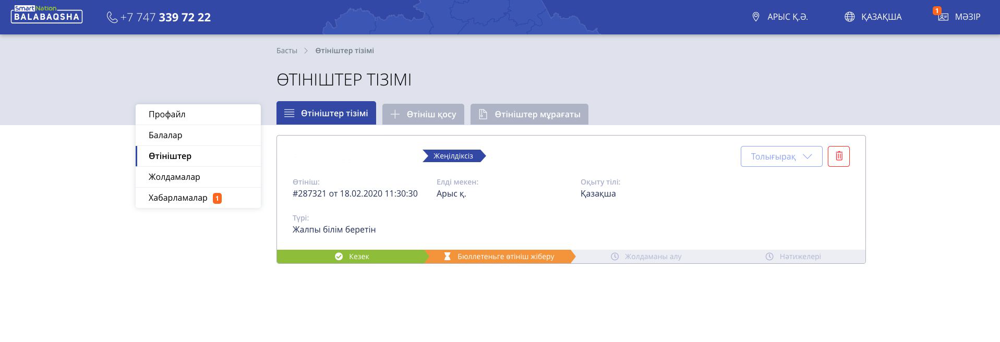 SmartNation
BALABAQSHA
+7 747 339 72 22
АРЫС Қ.Ә.
ҚАЗАҚША
1
МӘЗІР
Басты
Өтініштер тізімі
ӨТІНІШТЕР ТІЗІМІ
Профайл
Балалар
Өтініштер
Жолдамалар
Хабарламалар 1
Өтініштер тізімі
Өтініш қосу
Өтініштер мұрағаты
Жеңілдіксіз
Толығырақ
Өтініш:
#287321 от 18.02.2020 11:30:30
Елді мекен:
Арыс қ.
Оқыту тілі:
Қазақша
Түрі:
Жалпы білім беретін
Кезек
Бюллетеньге өтініш жіберу
Жолдаманы алу
Нәтижелері